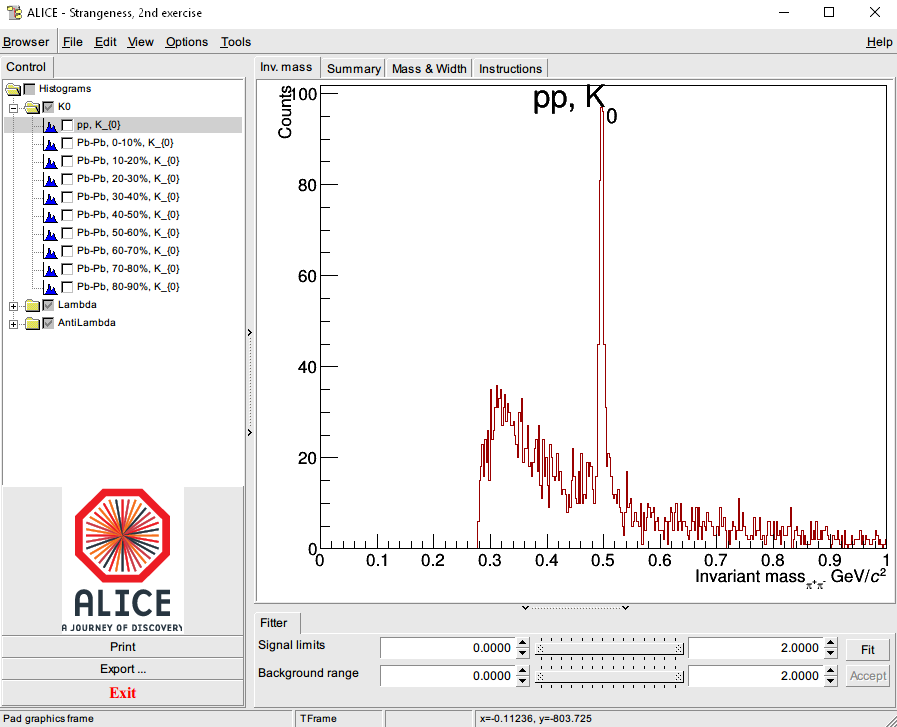 ALICE - Strangeness, 2nd exercise
Browser File Edit View Options Tools Help
Control
Inv. mass Summary Mass & Width Instructions
Histograms
K0
pp, K_{0}
Pb-Pb, 0-10%, K_{0}
Pb-Pb, 10-20%, K_{0}
Pb-Pb, 20-30%, K_{0}
Pb-Pb, 30-40%, K_{0}
Pb-Pb, 40-50%, K_{0}
Pb-Pb, 50-60%, K_{0}
Pb-Pb, 60-70%, K_{0}
Pb-Pb, 70-80%, K_{0}
Pb-Pb, 80-90%, K_{0}
Lambda
AntiLambda
ALICE
A JOURNEY OF DISCOVERY
Print
Export ...
Exit
pp, K0
Counts
100
80
60
40
20
0
0 0.1 0.2 0.3 0.4 0.5 0.6 0.7 0.8 0.9 1
Invariant mass π+π- GeV/c2
Fitter
Signal limits 0.0000 2.0000 Fit
Background range 0.0000 2.0000 Accept
Pad graphics frame TFrame x=-0.11236, y=-803.725